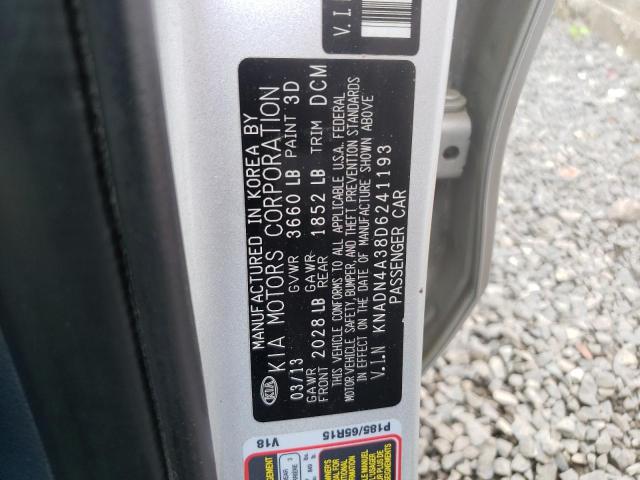 V.I.
MANUFACTURED IN KOREA BY
KIA MOTORS CORPORATION
KIA
03/13 GVWR 3660 LB PAINT 3D
GAWR FRONT 2028 LB GAWR REAR 1852 LB TRIM DCM
THIS VEHICLE CONFORMS TO ALL APPLICABLE U.S.A. FEDERAL
MOTOR VEHICLE SAFETY, BUMPER, AND THEFT PREVENTION STANDARDS
IN EFFECT ON THE DATE OF MANUFACTURE SHOWN ABOVE
V.I.N KNADN4A38D6241193
PASSENGER CAR
P185/65R15
V18